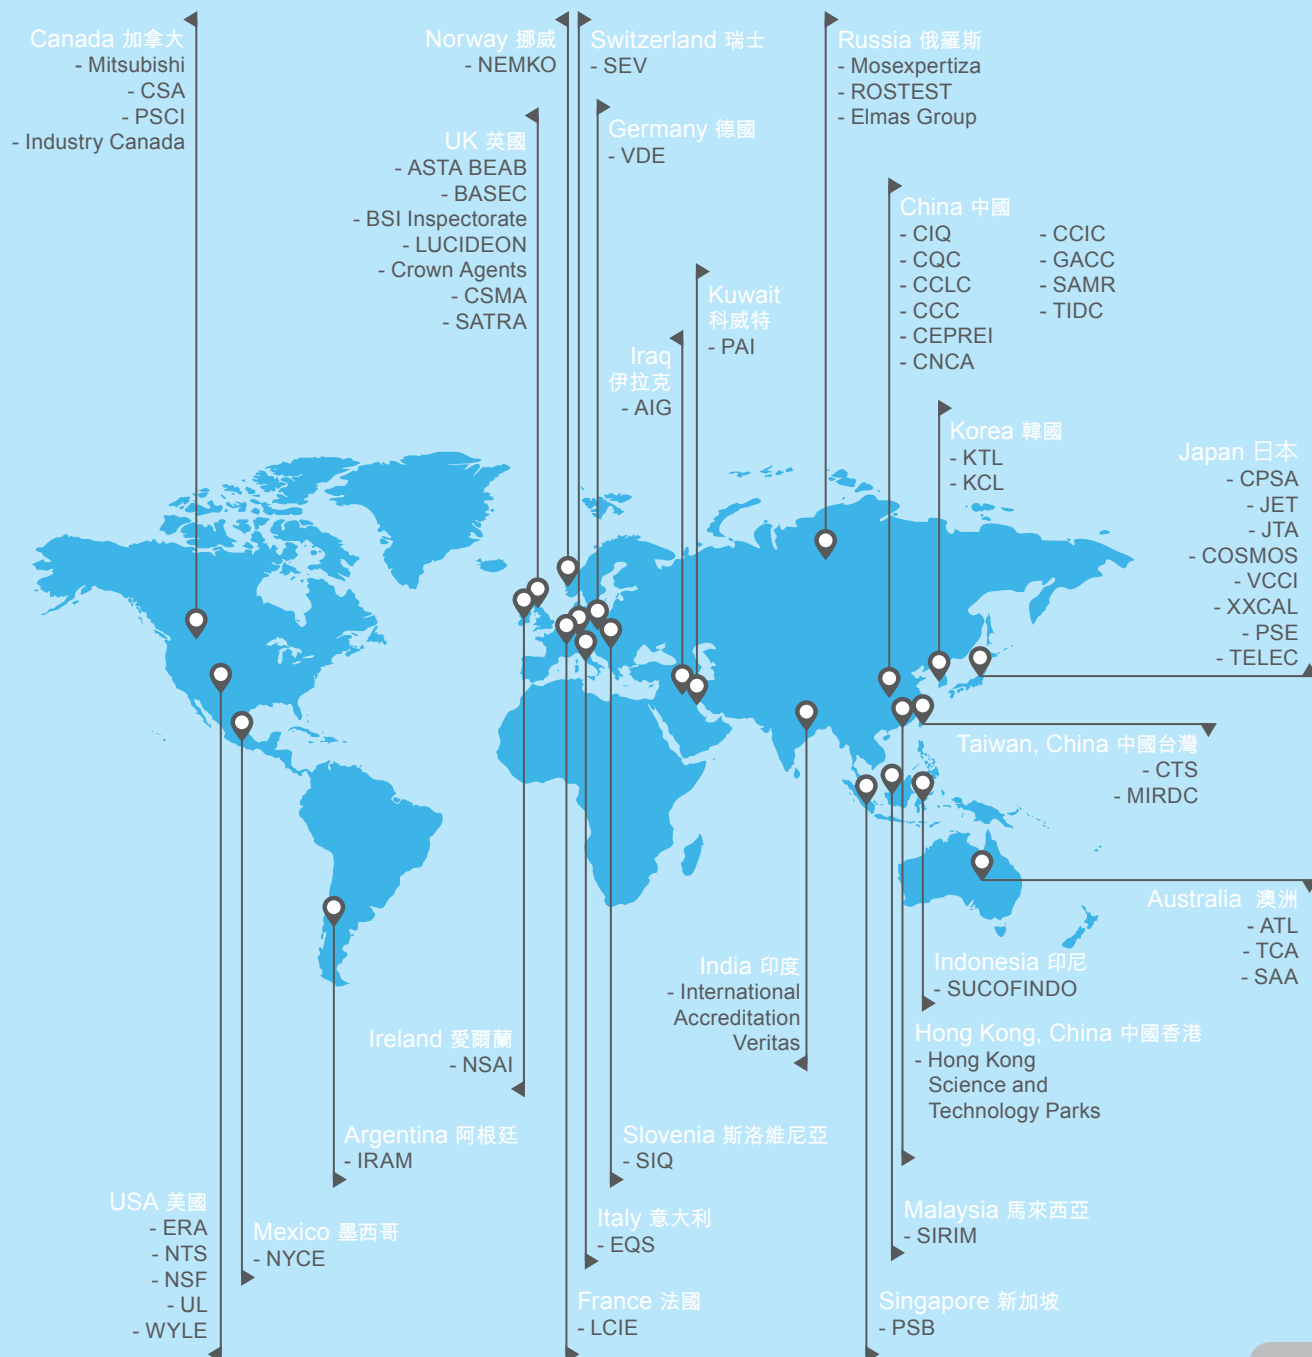 Canada 加拿大
- Mitsubishi
- CSA
- PSCI
- Industry Canada
Norway 挪威
- NEMKO
Switzerland 瑞士
- SEV
Russia 俄羅斯
- Mosexpertiza
- ROSTEST
- Elmas Group
UK 英國
- ASTA BEAB
- BASEC
- BSI Inspectorate
- LUCIDEON
- Crown Agents
- CSMA
- SATRA
Germany 德國
- VDE
China 中國
- CIQ
- CQC
- CCLC
- CCC
- CEPREI
- CNCA
- CCIC
- GACC
- SAMR
- TIDC
Kuwait
科威特
- PAI
Iraq
伊拉克
- AIG
Korea 韓國
- KTL
- KCL
Japan 日本
- CPSA
- JET
- JTA
- COSMOS
- VCCI
- XXCAL
- PSE
- TELEC
Taiwan, China 中國台灣
- CTS
- MIRDC
Australia 澳洲
- ATL
- TCA
- SAA
India 印度
- International
Accreditation
Veritas
Indonesia 印尼
- SUCOFINDO
Hong Kong, China 中國香港
- Hong Kong
Science and
Technology Parks
Ireland 愛爾蘭
- NSAI
Argentina 阿根廷
- IRAM
Slovenia 斯洛維尼亞
- SIQ
USA 美國
- ERA
- NTS
- NSF
- UL
- WYLE
Mexico 墨西哥
- NYCE
Italy 意大利
- EQS
Malaysia 馬來西亞
- SIRIM
France 法國
- LCIE
Singapore 新加坡
- PSB